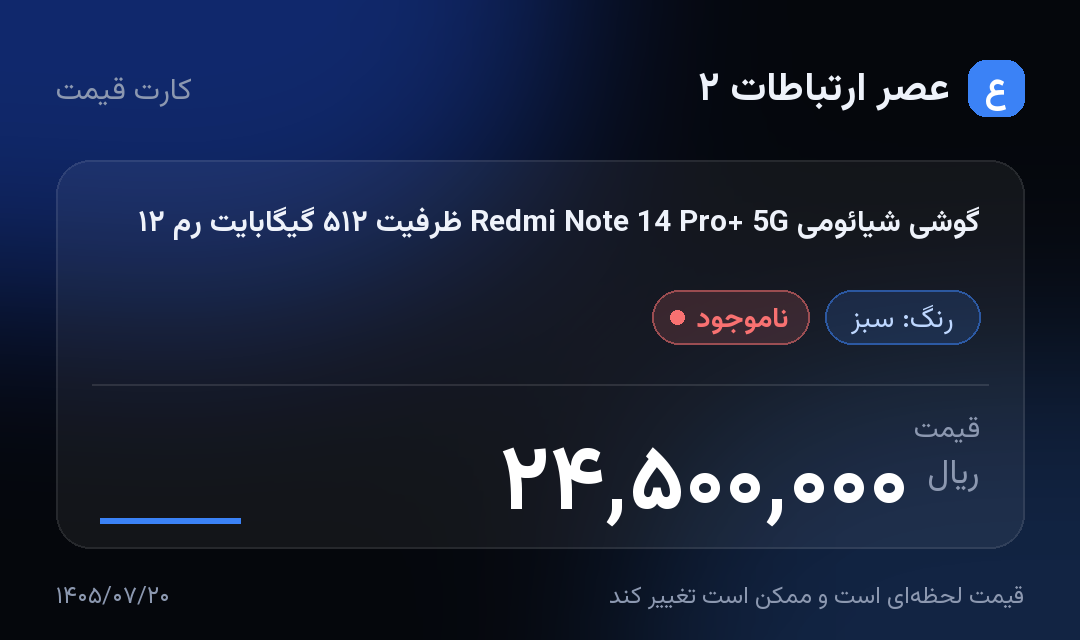 ع
عصر ارتباطات ۲
کارت قیمت
گوشی شیائومی Redmi Note 14 Pro+ 5G ظرفیت ۵۱۲ گیگابایت رم ۱۲
رنگ: سبز
ناموجود
قیمت
۲۴,۵۰۰,۰۰۰ ریال
قیمت لحظه‌ای است و ممکن است تغییر کند
۱۴۰۵/۰۷/۲۰